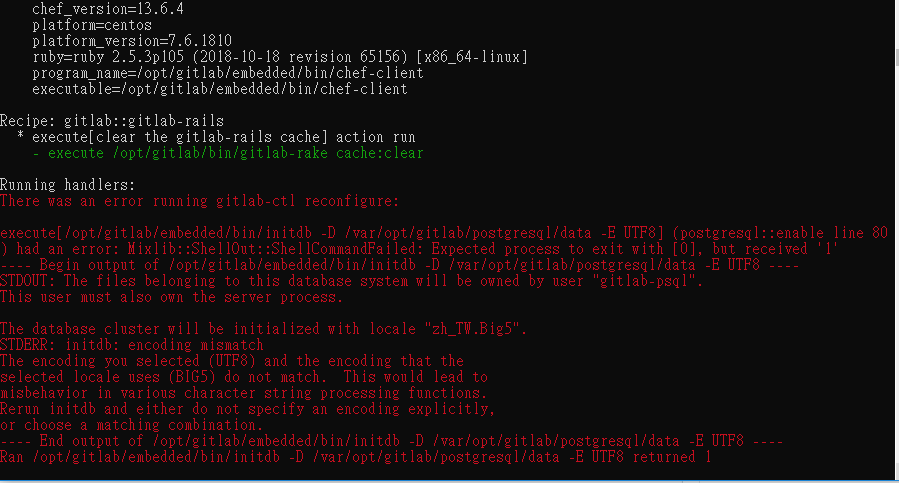 chef_version=13.6.4
platform=centos
platform_version=7.6.1810
ruby=ruby 2.5.3p105 (2018-10-18 revision 65156) [x86_64-linux]
program_name=/opt/gitlab/embedded/bin/chef-client
executable=/opt/gitlab/embedded/bin/chef-client
Recipe: gitlab::gitlab-rails
* execute[clear the gitlab-rails cache] action run
- execute /opt/gitlab/bin/gitlab-rake cache:clear
Running handlers:
There was an error running gitlab-ctl reconfigure:
execute[/opt/gitlab/embedded/bin/initdb -D /var/opt/gitlab/postgresql/data -E UTF8] (postgresql::enable line 80
) had an error: Mixlib::ShellOut::ShellCommandFailed: Expected process to exit with [0], but received '1'
---- Begin output of /opt/gitlab/embedded/bin/initdb -D /var/opt/gitlab/postgresql/data -E UTF8 ----
STDOUT: The files belonging to this database system will be owned by user "gitlab-psql".
This user must also own the server process.
The database cluster will be initialized with locale "zh_TW.Big5".
STDERR: initdb: encoding mismatch
The encoding you selected (UTF8) and the encoding that the
selected locale uses (BIG5) do not match.  This would lead to
misbehavior in various character string processing functions.
Rerun initdb and either do not specify an encoding explicitly,
or choose a matching combination.
---- End output of /opt/gitlab/embedded/bin/initdb -D /var/opt/gitlab/postgresql/data -E UTF8 ----
Ran /opt/gitlab/embedded/bin/initdb -D /var/opt/gitlab/postgresql/data -E UTF8 returned 1